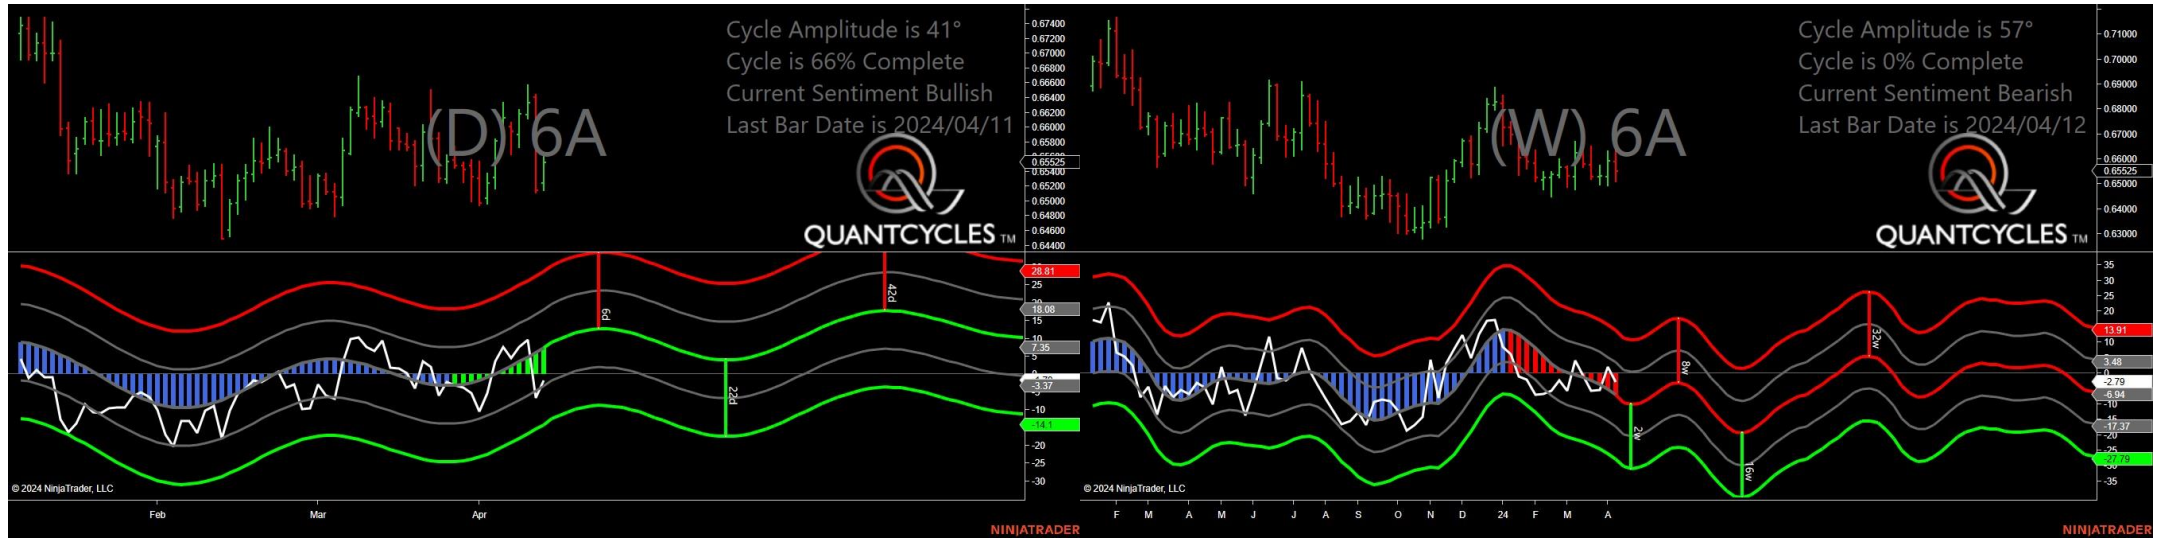 Cycle Amplitude is 41°
Cycle is 66% Complete
Current Sentiment Bullish
Last Bar Date is 2024/04/11
(D) 6A
QUANTCYCLES TM
0.67400
0.67200
0.67000
0.66800
0.66600
0.66400
0.66200
0.66000
0.65525
0.65400
0.65200
0.65000
0.64800
0.64600
0.64400
28.81
25
18.08
15
10
7.35
5
-3.37
-10
-14.1
-20
-25
-30
6d
22d
42d
© 2024 NinjaTrader, LLC
Feb Mar Apr
NINJATRADER
Cycle Amplitude is 57°
Cycle is 0% Complete
Current Sentiment Bearish
Last Bar Date is 2024/04/12
(W) 6A
QUANTCYCLES TM
0.71000
0.70000
0.69000
0.68000
0.67000
0.66000
0.65525
0.65000
0.64000
0.63000
35
30
25
20
13.91
10
3.48
0
-2.79
-6.94
-10
-17.37
-20
-27.79
-35
2w
8w
16w
32w
© 2024 NinjaTrader, LLC
F M A M J J A S O N D 24 F M A
NINJATRADER